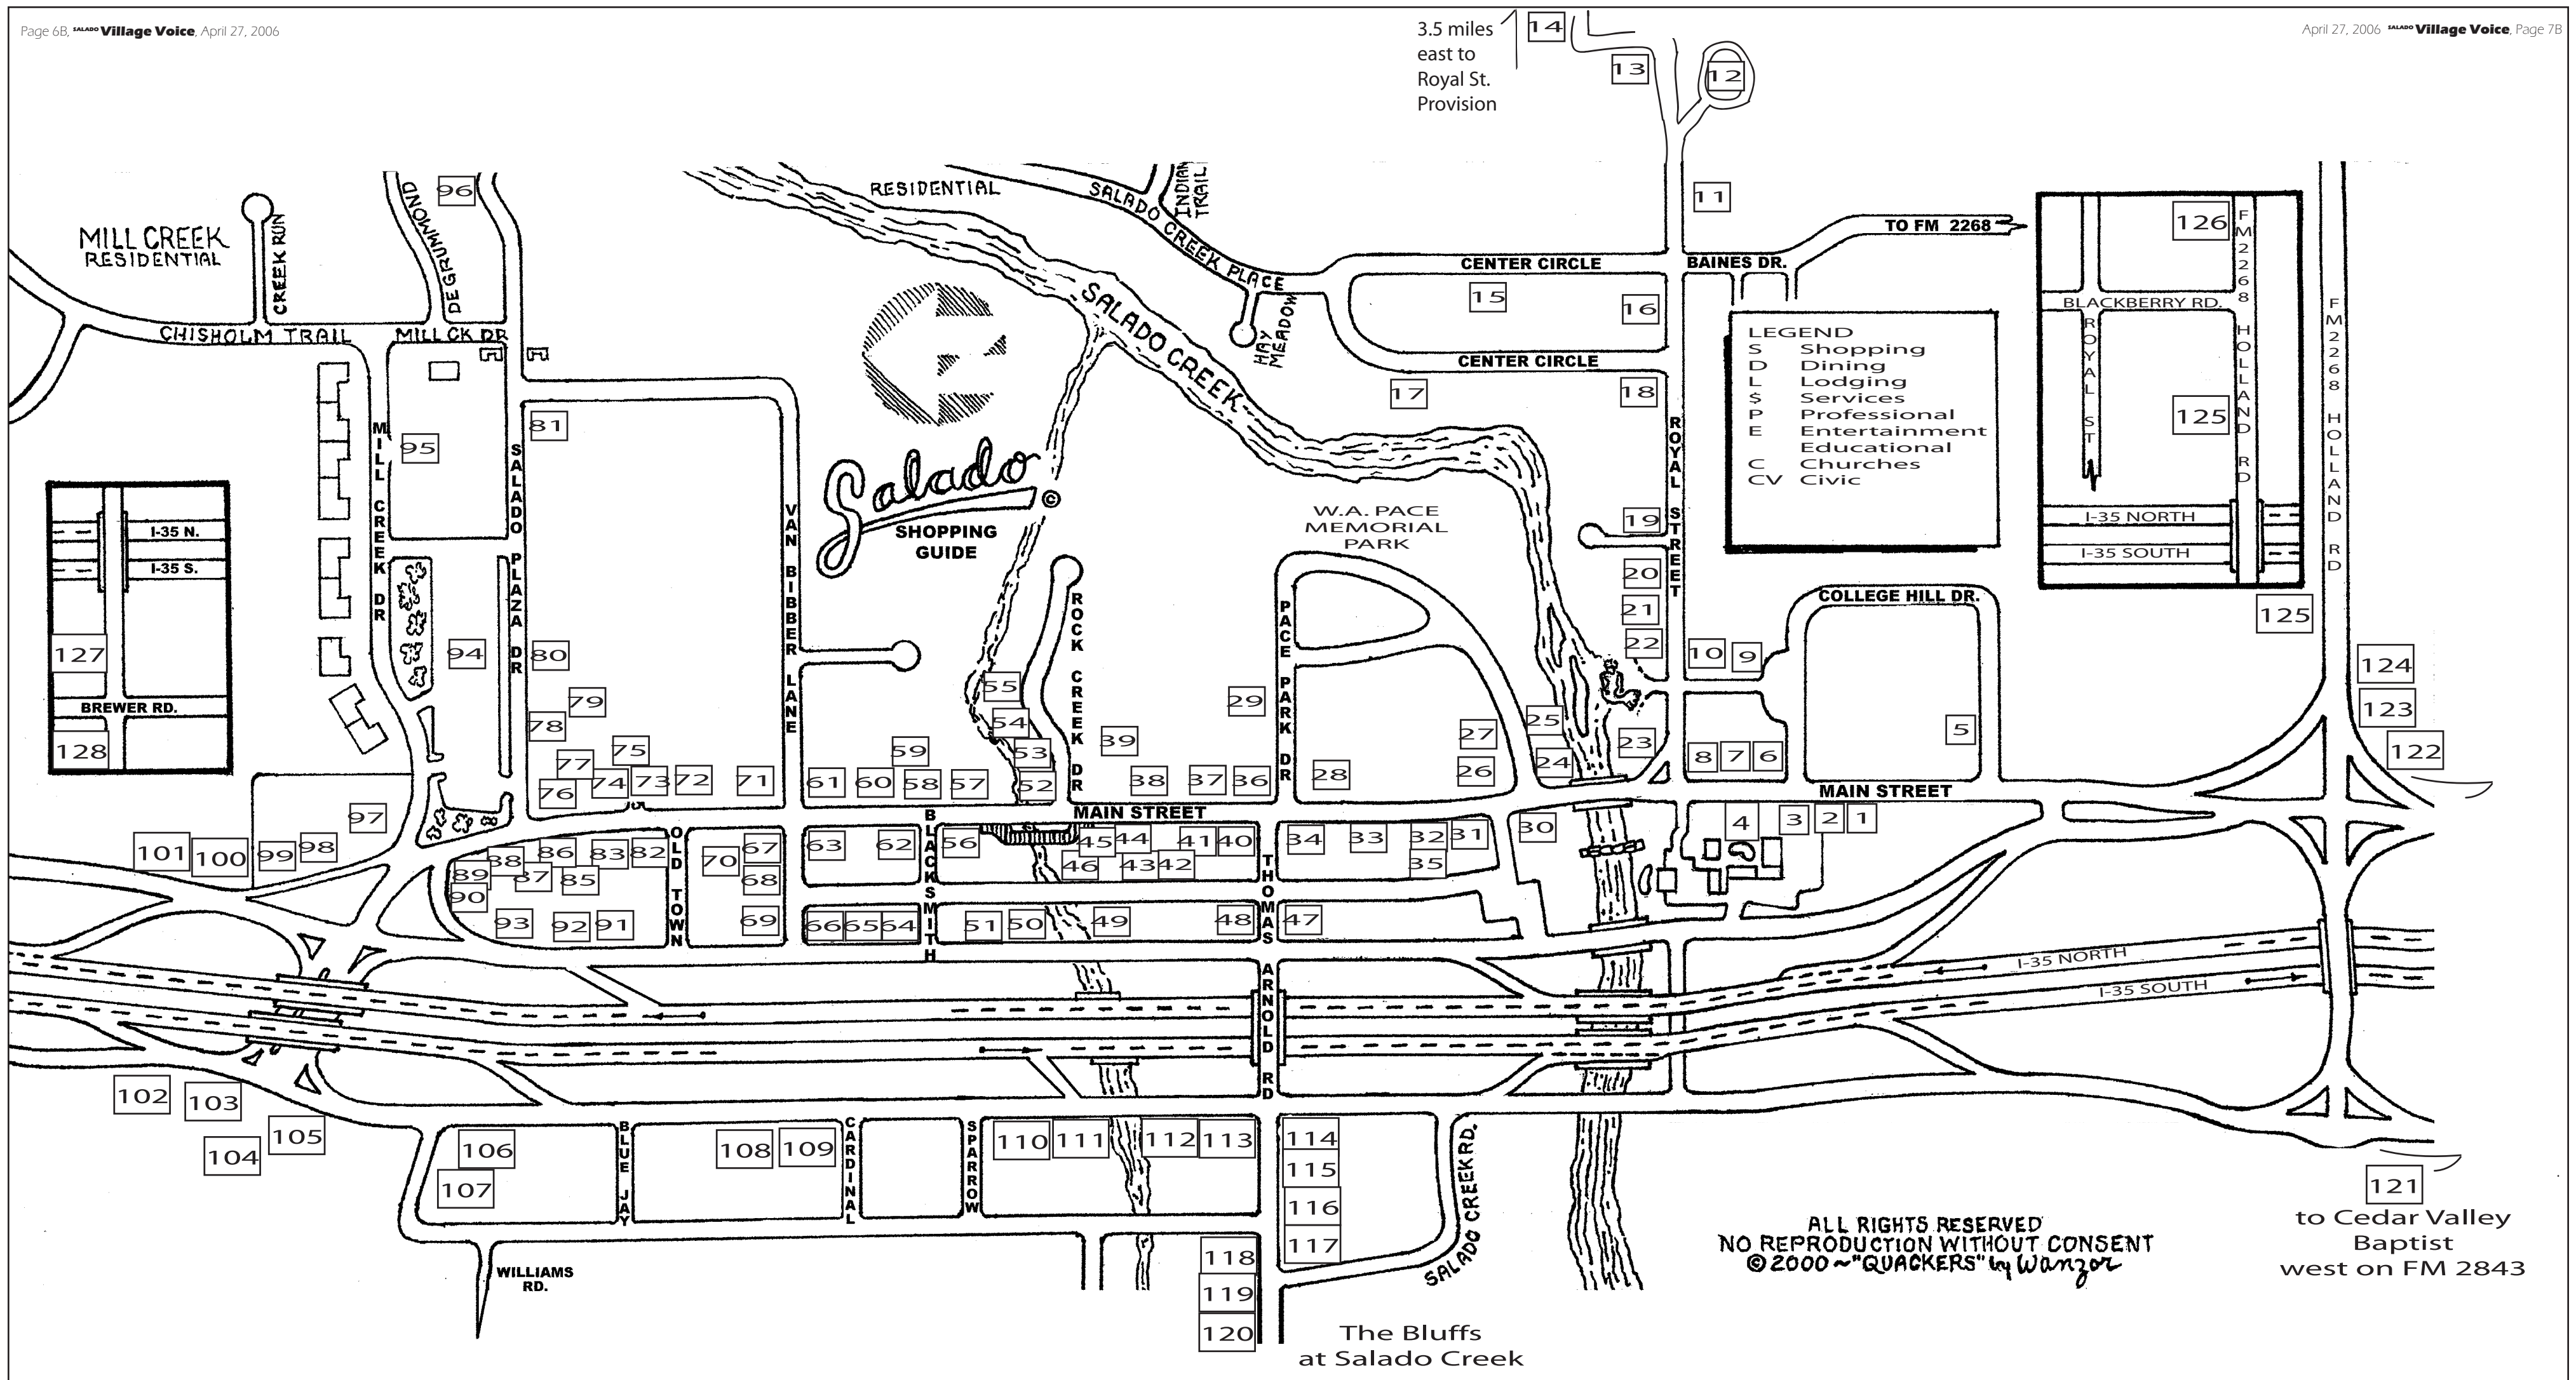 Page 6B, SALADO Village Voice, April 27, 2006
April 27, 2006 SALADO Village Voice, Page 7B
3.5 miles
east to
Royal St.
Provision
14
13
12
11
MILL CREEK
RESIDENTIAL
CREEK RUN
DEGRUMMOND
96
RESIDENTIAL
SALADO CREEK PLACE
INDIAN
TRAIL
HAY
MEADOW
CENTER CIRCLE
BAINES DR.
TO FM 2268
15
16
CENTER CIRCLE
17
18
CHISHOLM TRAIL
MILL CK DR
SALADO CREEK
LEGEND
S Shopping
D Dining
L Lodging
$ Services
P Professional
E Entertainment
Educational
C Churches
CV Civic
126
FM2268 HOLLAND RD
BLACKBERRY RD.
ROYAL ST
125
I-35 NORTH
I-35 SOUTH
FM2268 HOLLAND RD
125
124
123
122
I-35 N.
I-35 S.
127
BREWER RD.
128
MILL CREEK DR
95
SALADO PLAZA DR
81
94
80
79
78
77
76
75
74
73
72
71
VAN BIBBER LANE
Salado ©
SHOPPING
GUIDE
ROCK CREEK DR
55
54
53
52
59
61
60
58
57
39
38
37
36
29
W.A. PACE
MEMORIAL
PARK
PACE PARK DR
28
27
26
25
24
23
ROYAL STREET
19
20
21
22
10
9
8
7
6
COLLEGE HILL DR.
5
MAIN STREET
MAIN STREET
97
101
100
99
98
90
89
88
87
86
85
83
82
93
92
91
OLD TOWN
70
67
68
69
63
62
66
65
64
BLACKSMITH
56
45
44
46
43
42
41
40
51
50
49
48
THOMAS ARNOLD RD
34
33
32
31
35
47
30
4
3
2
1
I-35 NORTH
I-35 SOUTH
102
103
104
105
106
107
BLUE JAY
108
109
CARDINAL
SPARROW
110
111
112
113
114
115
116
117
118
119
120
SALADO CREEK RD.
WILLIAMS
RD.
The Bluffs
at Salado Creek
ALL RIGHTS RESERVED
NO REPRODUCTION WITHOUT CONSENT
© 2000 ~ "QUACKERS" by Wanzor
121
to Cedar Valley
Baptist
west on FM 2843